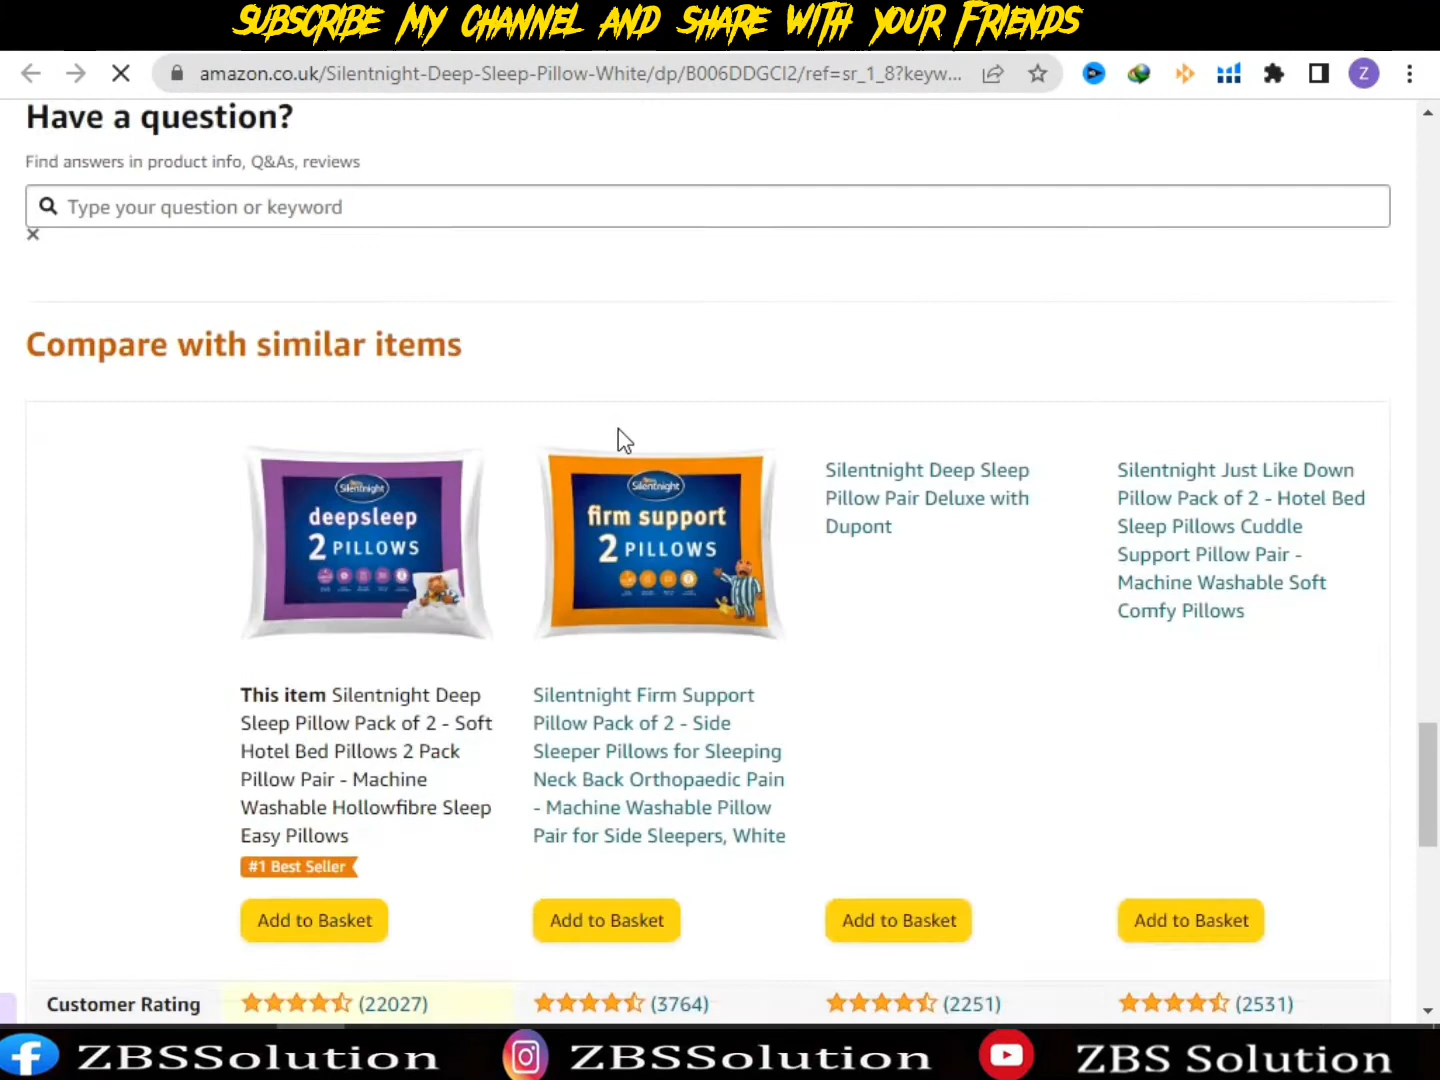 SUBSCRIBE MY CHANNEL AND SHARE WITH YOUR FRIENDS
amazon.co.uk/Silentnight-Deep-Sleep-Pillow-White/dp/B006DDGCI2/ref=sr_1_8?keyw...
Z
Have a question?
Find answers in product info, Q&As, reviews
Type your question or keyword
Compare with similar items
Silentnight
deepsleep
2 PILLOWS
Silentnight
firm support
2 PILLOWS
Silentnight Deep Sleep
Pillow Pair Deluxe with
Dupont
Silentnight Just Like Down
Pillow Pack of 2 - Hotel Bed
Sleep Pillows Cuddle
Support Pillow Pair -
Machine Washable Soft
Comfy Pillows
This item Silentnight Deep
Sleep Pillow Pack of 2 - Soft
Hotel Bed Pillows 2 Pack
Pillow Pair - Machine
Washable Hollowfibre Sleep
Easy Pillows
#1 Best Seller
Silentnight Firm Support
Pillow Pack of 2 - Side
Sleeper Pillows for Sleeping
Neck Back Orthopaedic Pain
- Machine Washable Pillow
Pair for Side Sleepers, White
Add to Basket
Add to Basket
Add to Basket
Add to Basket
Customer Rating (22027) (3764) (2251) (2531)
ZBSSolution ZBSSolution ZBS Solution